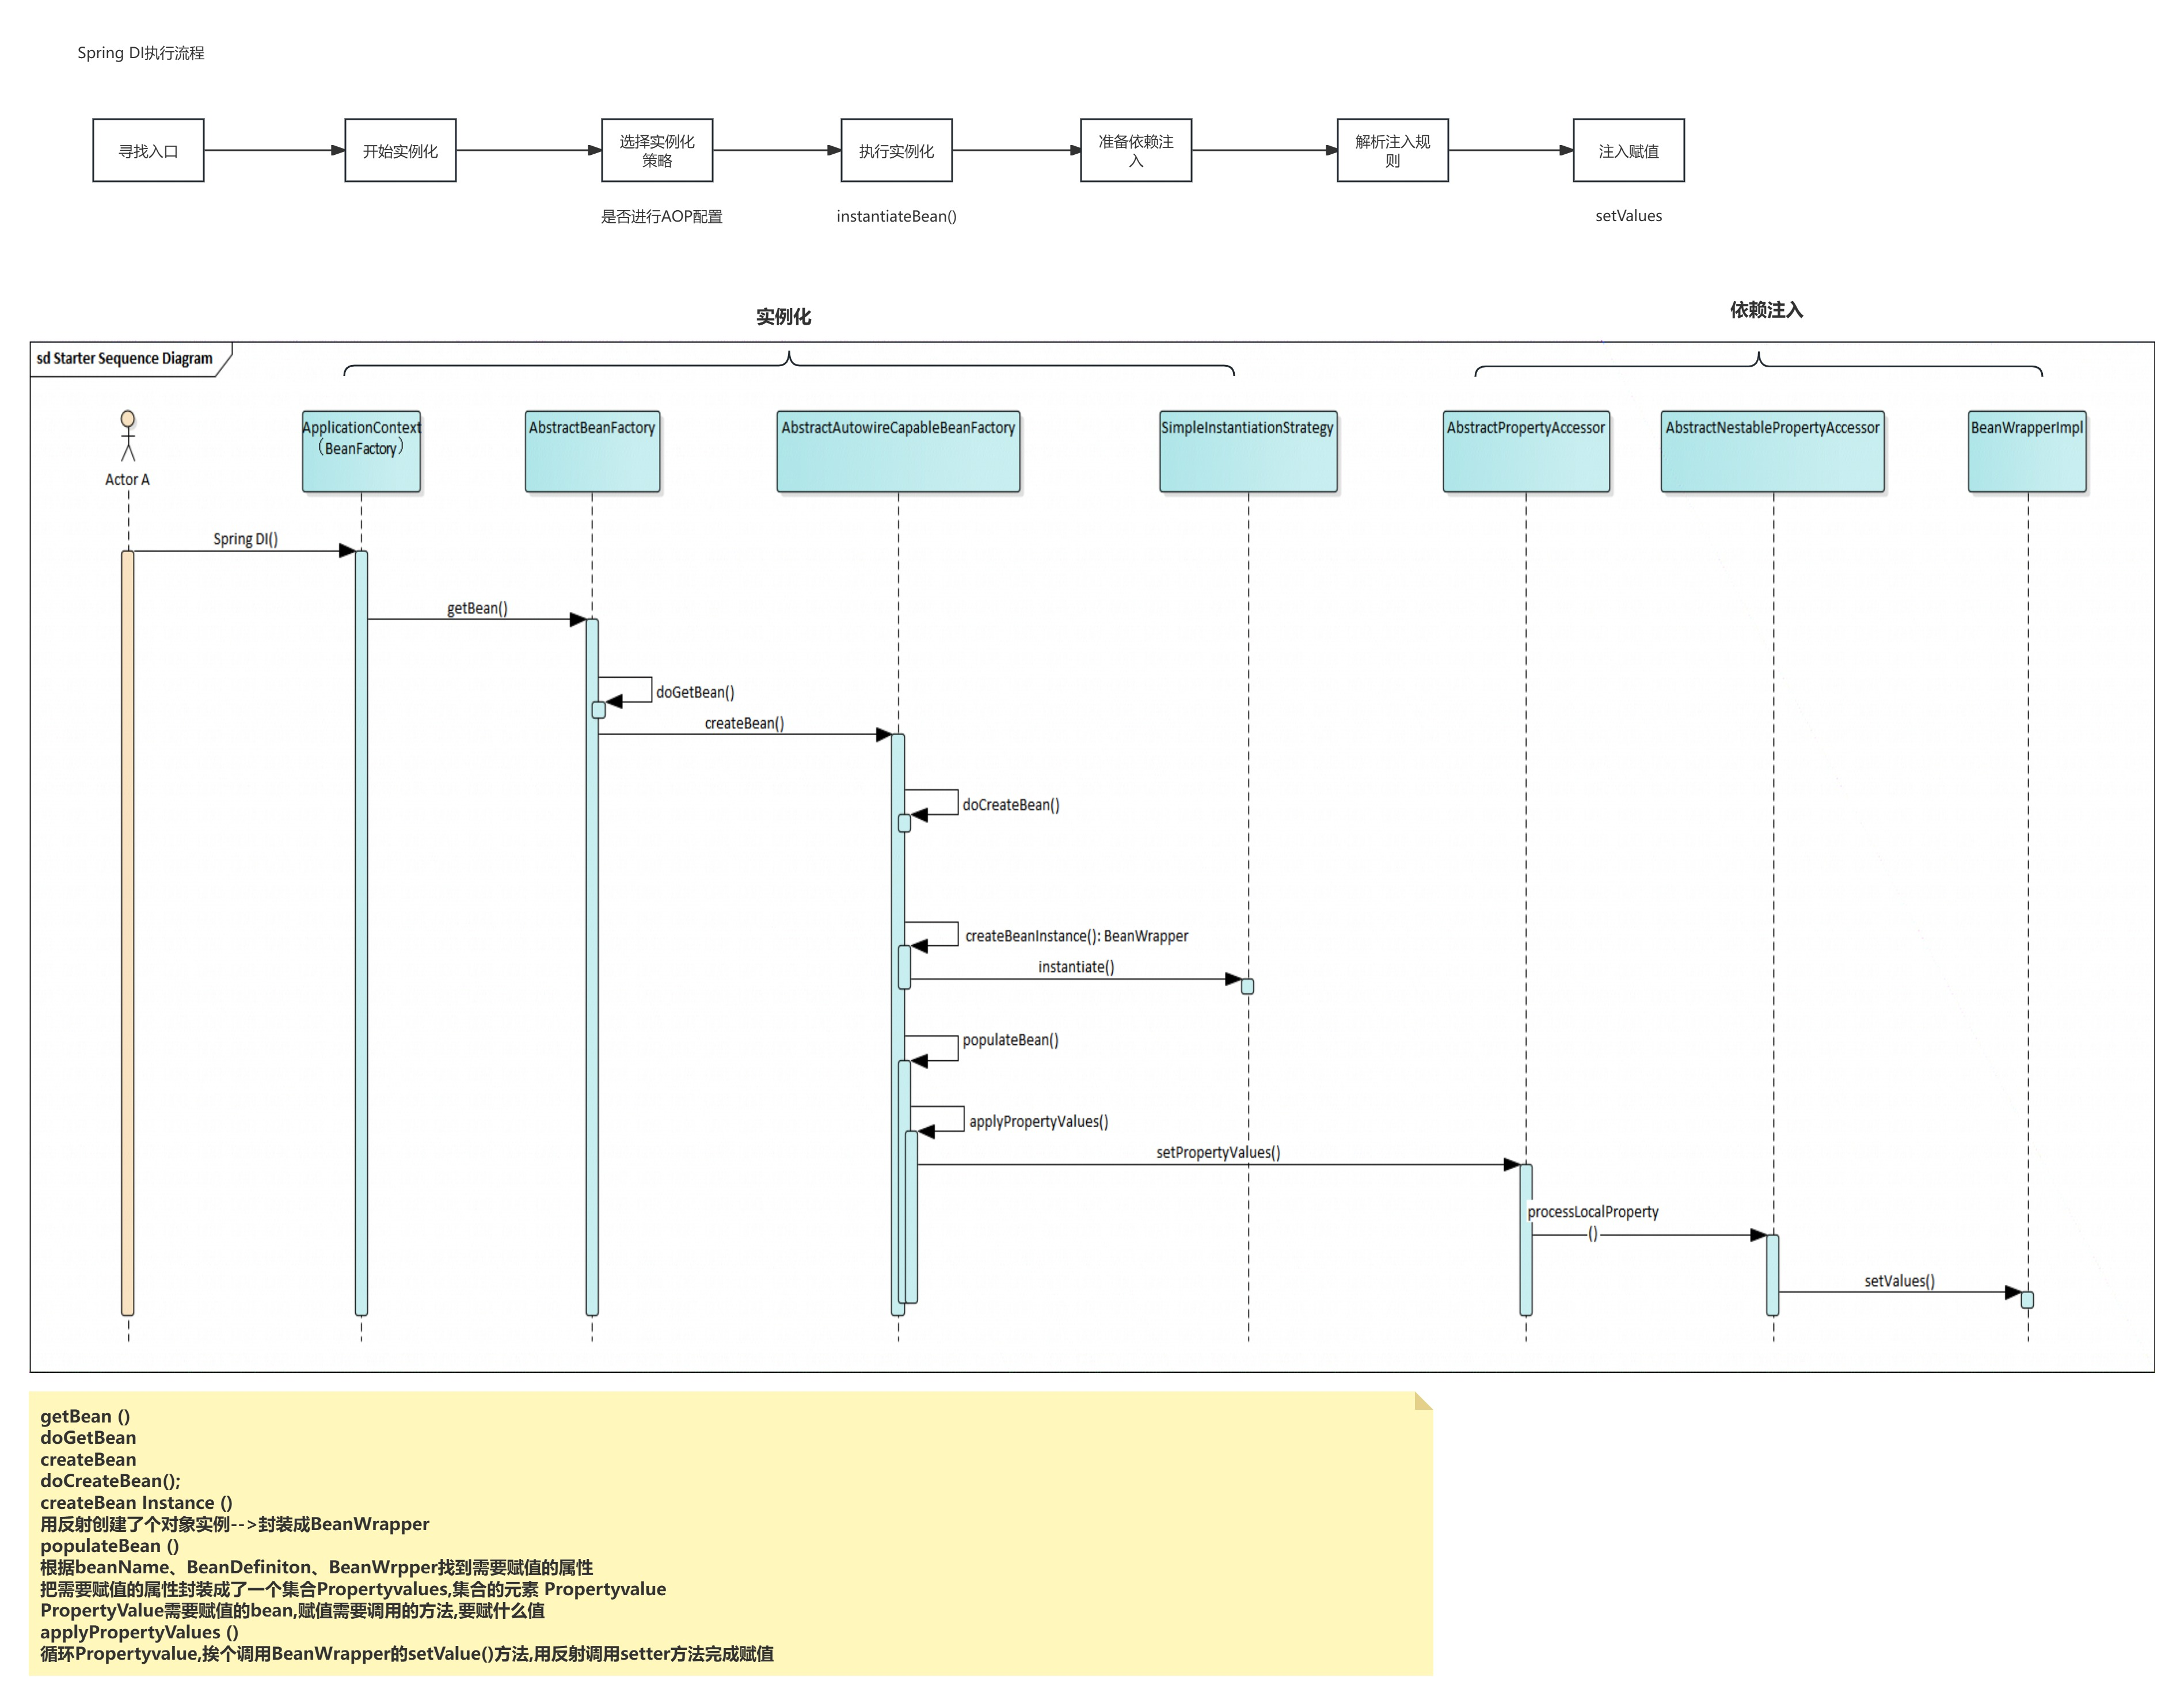 Spring DI执行流程
寻找入口
开始实例化
选择实例化
策略
执行实例化
准备依赖注
入
解析注入规
则
注入赋值
是否进行AOP配置
instantiateBean()
setValues
实例化
依赖注入
sd Starter Sequence Diagram
Actor A
ApplicationContext
（BeanFactory）
AbstractBeanFactory
AbstractAutowireCapableBeanFactory
SimpleInstantiationStrategy
AbstractPropertyAccessor
AbstractNestablePropertyAccessor
BeanWrapperImpl
Spring DI()
getBean()
doGetBean()
createBean()
doCreateBean()
createBeanInstance(): BeanWrapper
instantiate()
populateBean()
applyPropertyValues()
setPropertyValues()
processLocalProperty
()
setValues()
getBean ()
doGetBean
createBean
doCreateBean();
createBean Instance ()
用反射创建了个对象实例-->封装成BeanWrapper
populateBean ()
根据beanName、BeanDefiniton、BeanWrpper找到需要赋值的属性
把需要赋值的属性封装成了一个集合Propertyvalues,集合的元素 Propertyvalue
PropertyValue需要赋值的bean,赋值需要调用的方法,要赋什么值
applyPropertyValues ()
循环Propertyvalue,挨个调用BeanWrapper的setValue()方法,用反射调用setter方法完成赋值